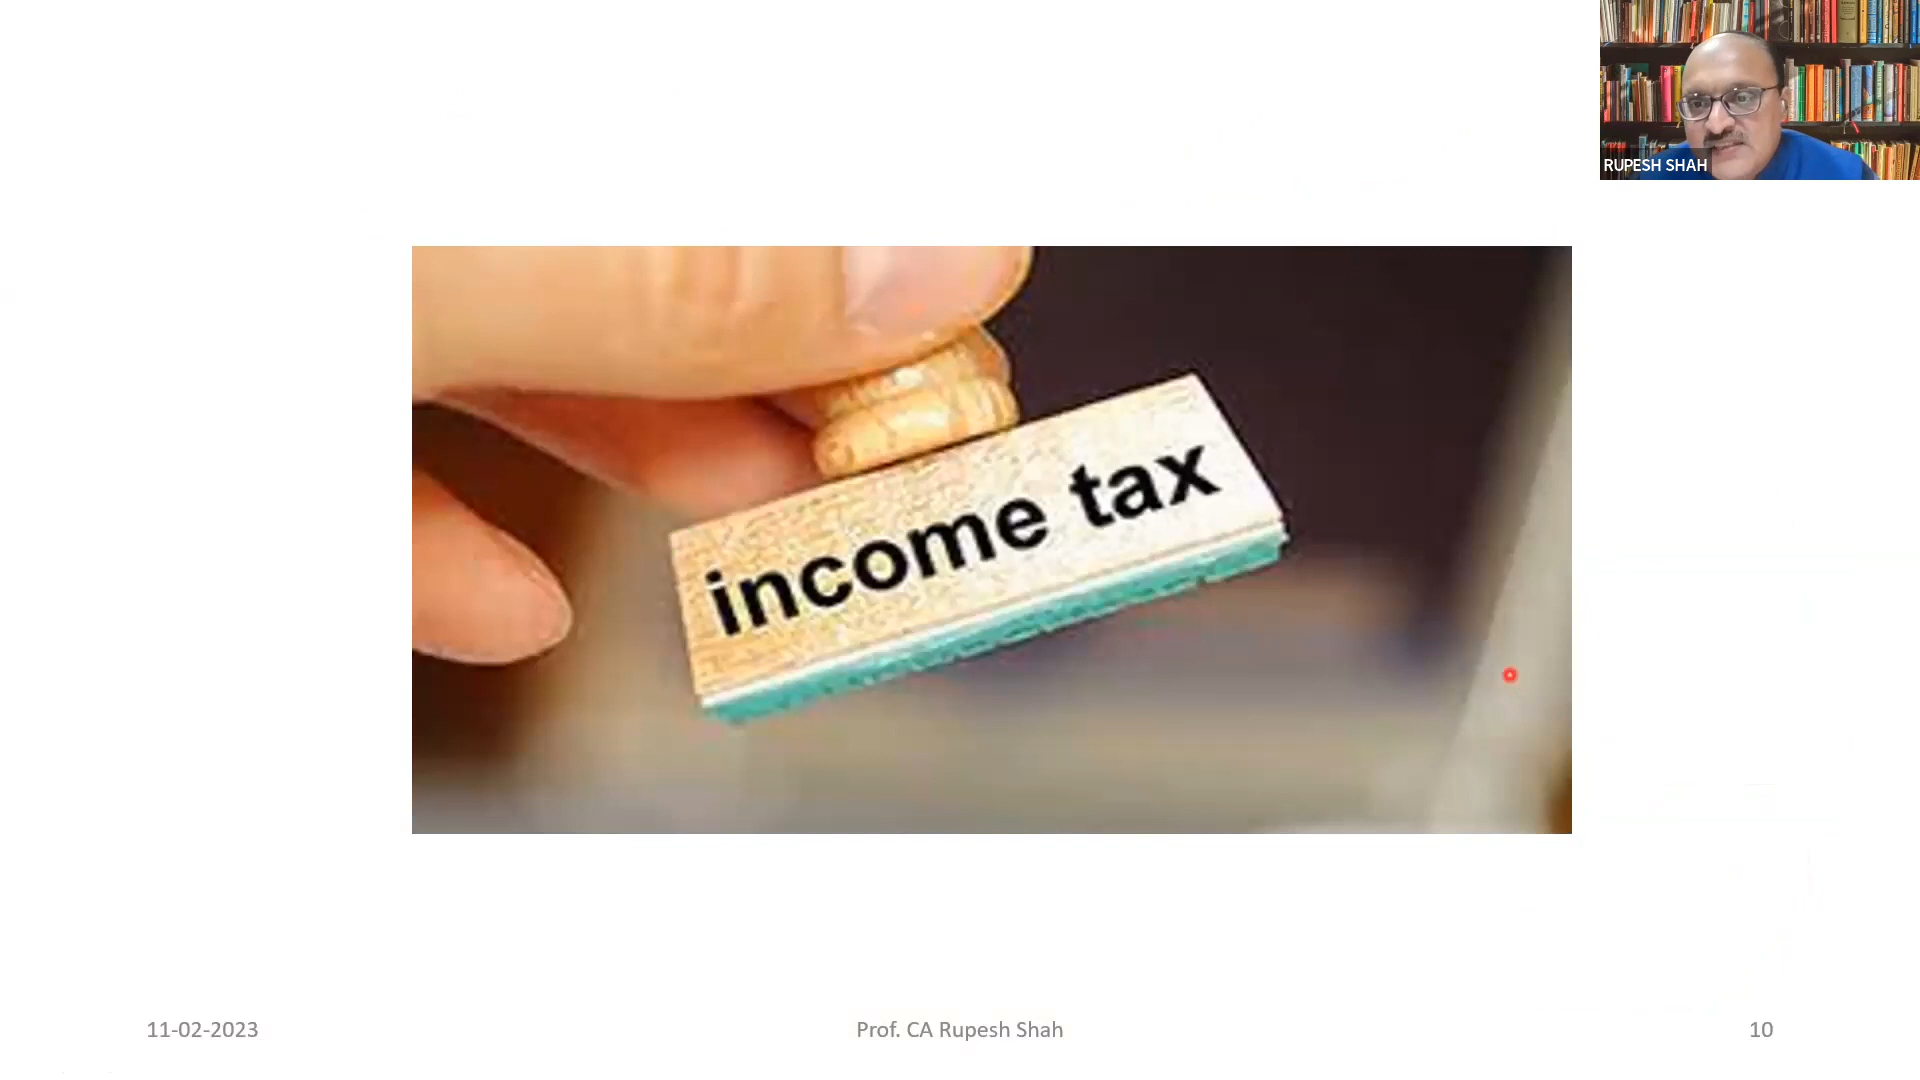 RUPESH SHAH
income tax
11-02-2023
Prof. CA Rupesh Shah
10